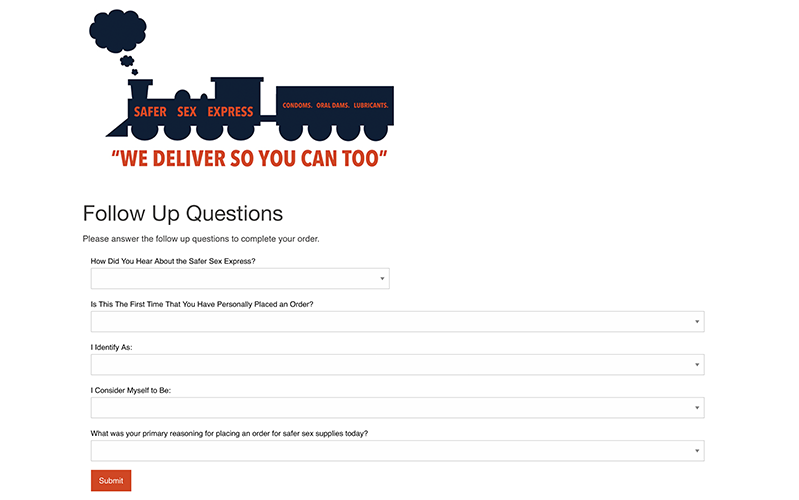 SAFER SEX EXPRESS
CONDOMS. ORAL DAMS. LUBRICANTS.
“WE DELIVER SO YOU CAN TOO”
Follow Up Questions
Please answer the follow up questions to complete your order.
How Did You Hear About the Safer Sex Express?
Is This The First Time That You Have Personally Placed an Order?
I Identify As:
I Consider Myself to Be:
What was your primary reasoning for placing an order for safer sex supplies today?
Submit